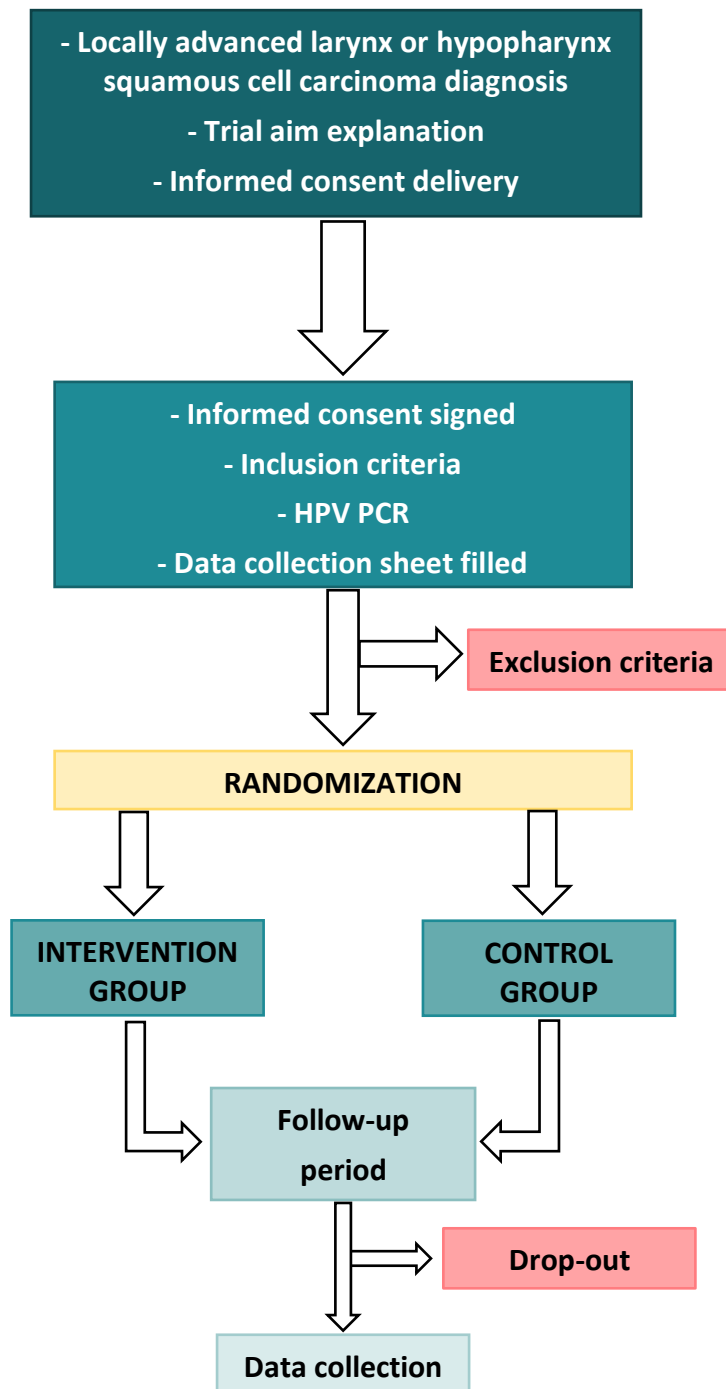 - Locally advanced larynx or hypopharynx
squamous cell carcinoma diagnosis
- Trial aim explanation
- Informed consent delivery
- Informed consent signed
- Inclusion criteria
- HPV PCR
- Data collection sheet filled
Exclusion criteria
RANDOMIZATION
INTERVENTION
GROUP
CONTROL
GROUP
Follow-up
period
Drop-out
Data collection